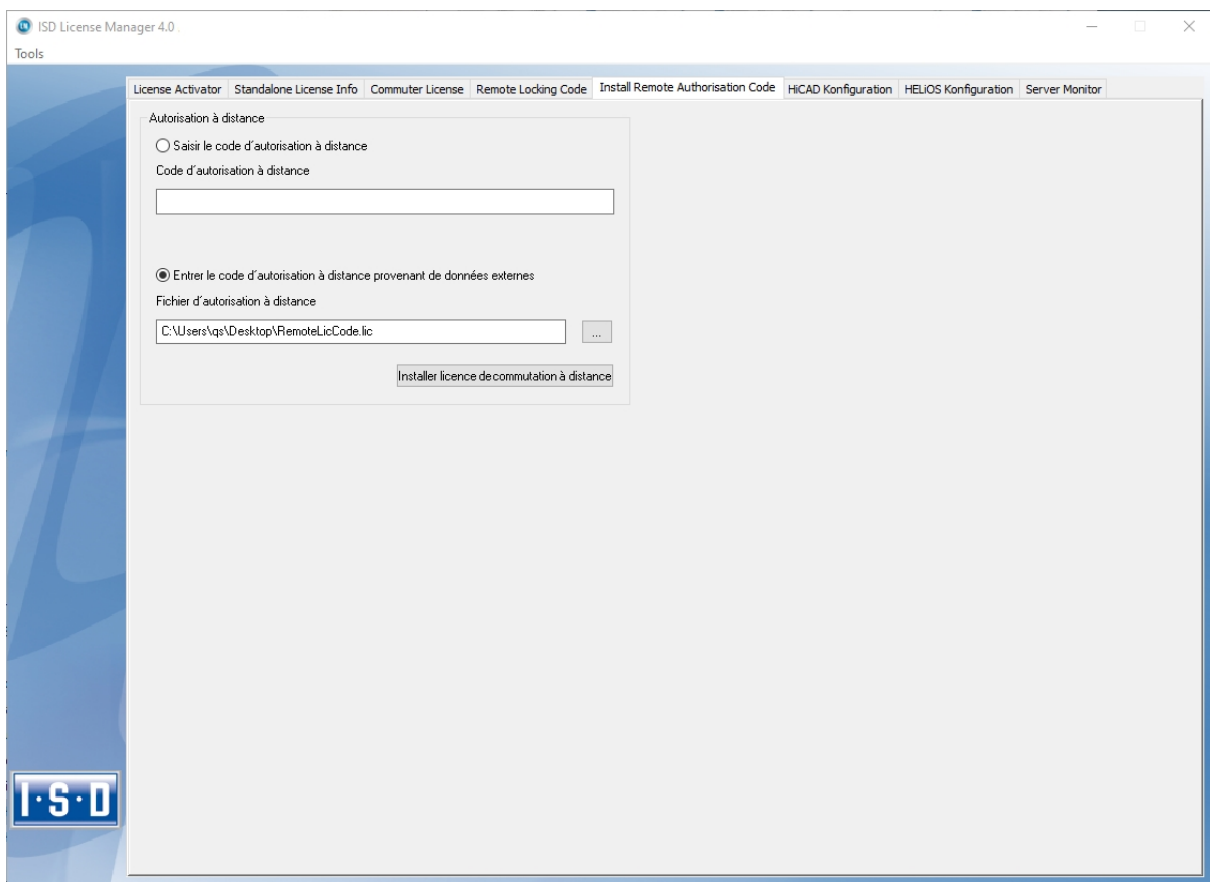 ISD License Manager 4.0 .
Tools
License Activator Standalone License Info Commuter License Remote Locking Code Install Remote Authorisation Code HiCAD Konfiguration HELiOS Konfiguration Server Monitor
Autorisation à distance
Saisir le code d´autorisation à distance
Code d´autorisation à distance
Entrer le code d´autorisation à distance provenant de données externes
Fichier d´autorisation à distance
C:\Users\qs\Desktop\RemoteLicCode.lic
...
Installer licence de commutation à distance
I·S·D